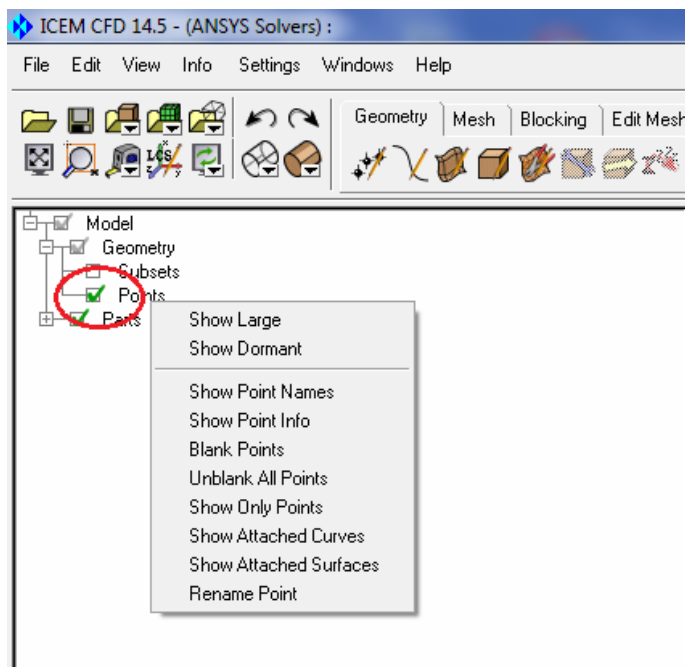 ICEM CFD 14.5 - (ANSYS Solvers) :
File Edit View Info Settings Windows Help
Geometry Mesh Blocking Edit Mesh
LCS
Model
Geometry
Subsets
Points
Parts
Show Large
Show Dormant
Show Point Names
Show Point Info
Blank Points
Unblank All Points
Show Only Points
Show Attached Curves
Show Attached Surfaces
Rename Point